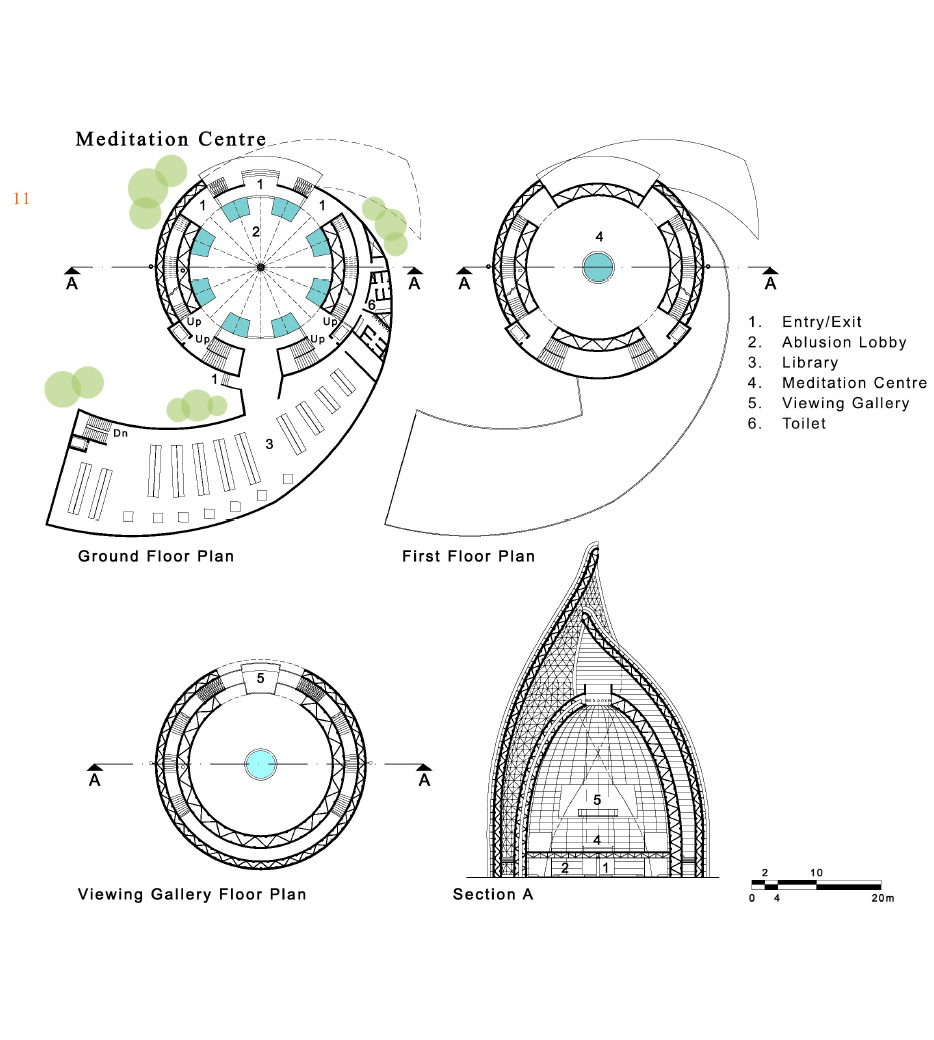 Meditation Centre
11
1
1
1
2
A
A
6
Up
Up
Up
Up
1
Dn
3
Ground Floor Plan
4
A
A
First Floor Plan
1. Entry/Exit
2. Ablusion Lobby
3. Library
4. Meditation Centre
5. Viewing Gallery
6. Toilet
5
A
A
Viewing Gallery Floor Plan
5
4
2
1
Section A
2 10
0 4 20m